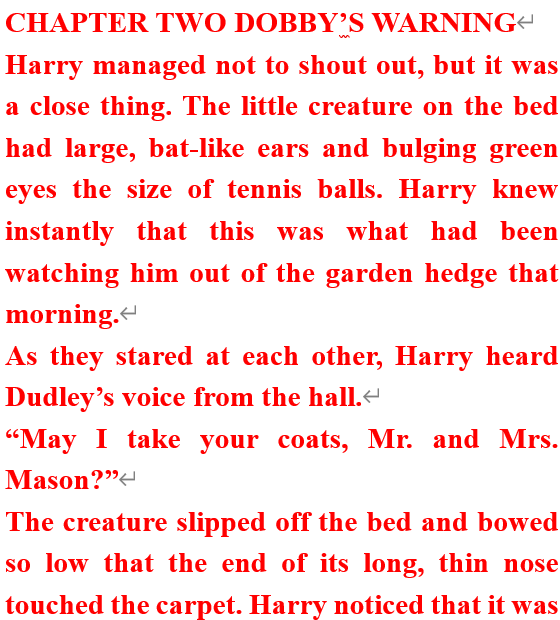 CHAPTER TWO DOBBY’S WARNING
Harry managed not to shout out, but it was
a close thing. The little creature on the bed
had large, bat-like ears and bulging green
eyes the size of tennis balls. Harry knew
instantly that this was what had been
watching him out of the garden hedge that
morning.
As they stared at each other, Harry heard
Dudley’s voice from the hall.
“May I take your coats, Mr. and Mrs.
Mason?”
The creature slipped off the bed and bowed
so low that the end of its long, thin nose
touched the carpet. Harry noticed that it was